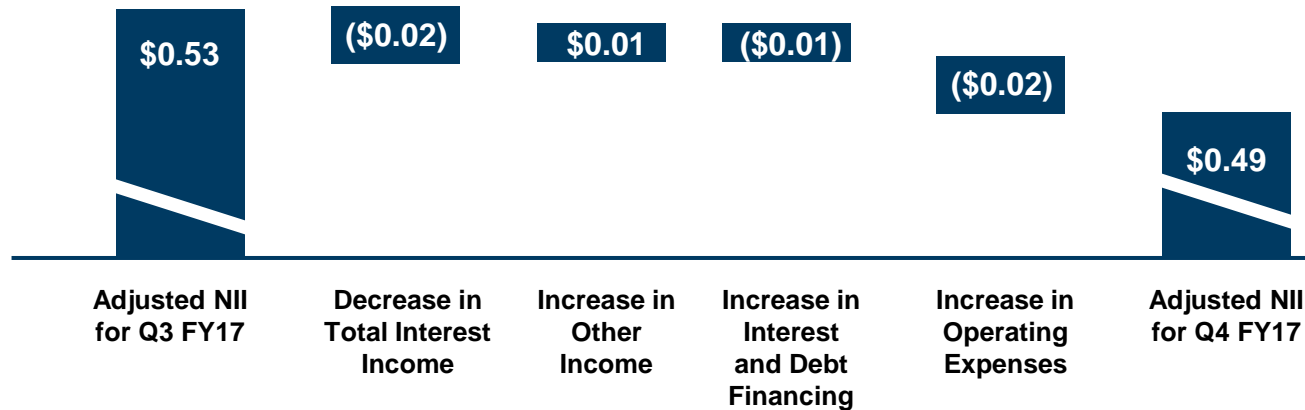 $0.53
($0.02)
$0.01
($0.01)
($0.02)
$0.49
Adjusted NII
for Q3 FY17
Decrease in
Total Interest
Income
Increase in
Other
Income
Increase in
Interest
and Debt
Financing
Increase in
Operating
Expenses
Adjusted NII
for Q4 FY17